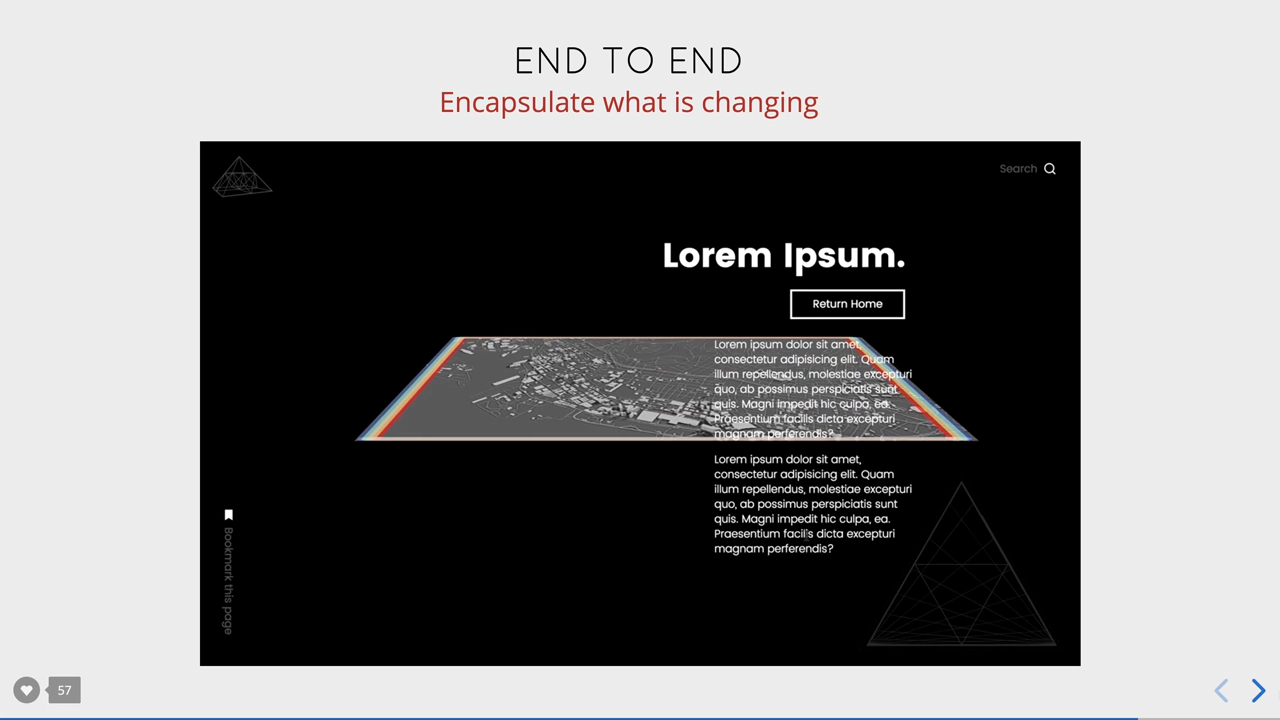 END TO END
Encapsulate what is changing
Search
Lorem Ipsum.
Return Home
Lorem ipsum dolor sit amet,
consectetur adipisicing elit. Quam
illum repellendus, molestiae excepturi
quo, ab possimus perspiciatis sunt
quis. Magni impedit hic culpa, ea.
Praesentium facilis dicta excepturi
magnam perferendis?
Lorem ipsum dolor sit amet,
consectetur adipisicing elit. Quam
illum repellendus, molestiae excepturi
quo, ab possimus perspiciatis sunt
quis. Magni impedit hic culpa, ea.
Praesentium facilis dicta excepturi
magnam perferendis?
Bookmark this page
57